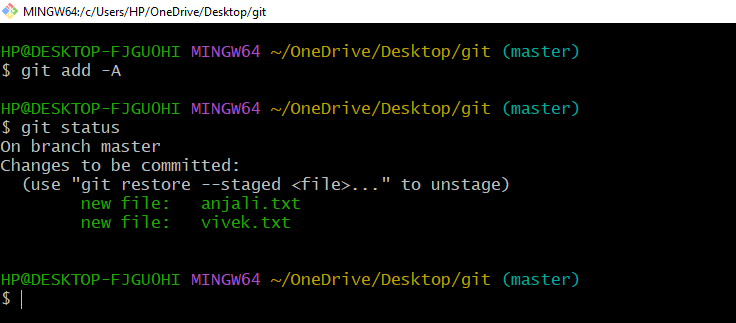 MINGW64:/c/Users/HP/OneDrive/Desktop/git
HP@DESKTOP-FJGU0HI MINGW64 ~/OneDrive/Desktop/git (master)
$ git add -A
HP@DESKTOP-FJGU0HI MINGW64 ~/OneDrive/Desktop/git (master)
$ git status
On branch master
Changes to be committed:
  (use "git restore --staged <file>..." to unstage)
        new file:   anjali.txt
        new file:   vivek.txt
HP@DESKTOP-FJGU0HI MINGW64 ~/OneDrive/Desktop/git (master)
$